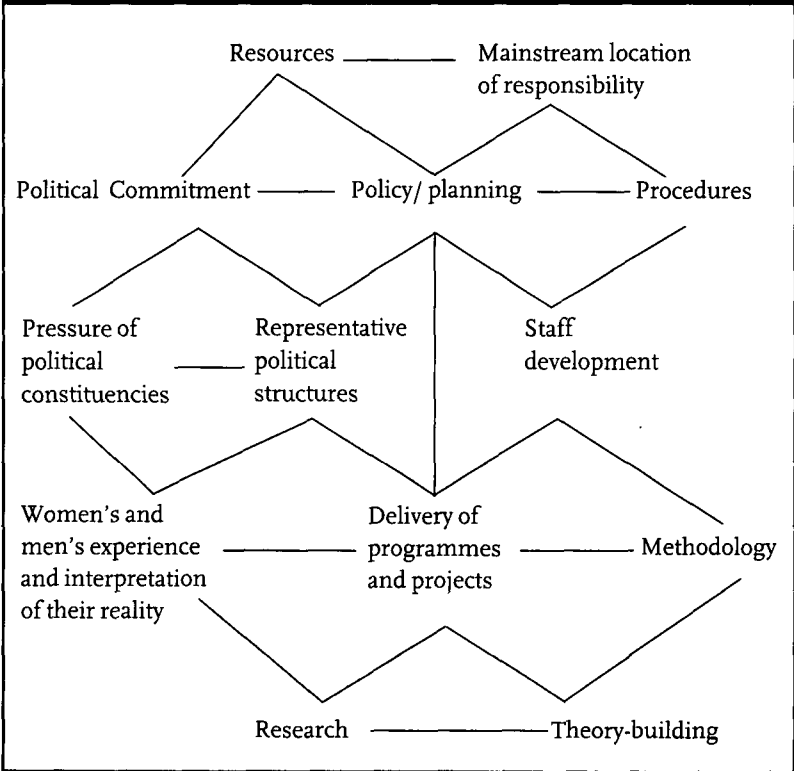 Resources
Mainstream location
of responsibility
Political Commitment
Policy/ planning
Procedures
Pressure of
political
constituencies
Representative
political
structures
Staff
development
Women's and
men's experience
and interpretation
of their reality
Delivery of
programmes
and projects
Methodology
Research
Theory-building